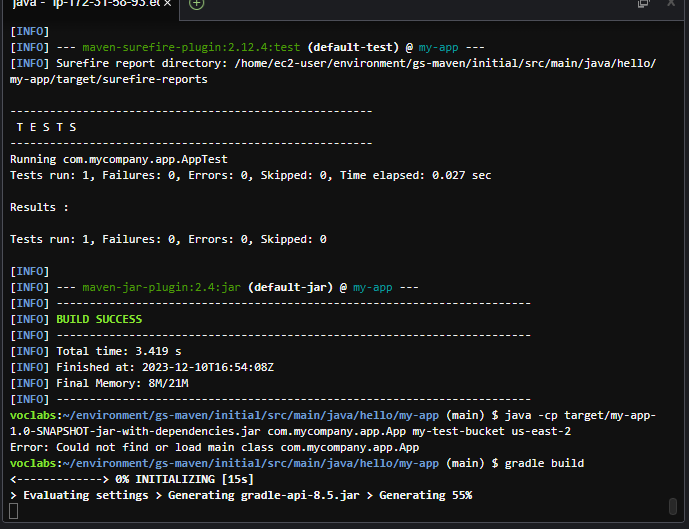 java - "ip-172-31-58-93.ec ×
[INFO]
[INFO] --- maven-surefire-plugin:2.12.4:test (default-test) @ my-app ---
[INFO] Surefire report directory: /home/ec2-user/environment/gs-maven/initial/src/main/java/hello/
my-app/target/surefire-reports
-------------------------------------------------------
T E S T S
-------------------------------------------------------
Running com.mycompany.app.AppTest
Tests run: 1, Failures: 0, Errors: 0, Skipped: 0, Time elapsed: 0.027 sec
Results :
Tests run: 1, Failures: 0, Errors: 0, Skipped: 0
[INFO]
[INFO] --- maven-jar-plugin:2.4:jar (default-jar) @ my-app ---
[INFO] ------------------------------------------------------------------------
[INFO] BUILD SUCCESS
[INFO] ------------------------------------------------------------------------
[INFO] Total time: 3.419 s
[INFO] Finished at: 2023-12-10T16:54:08Z
[INFO] Final Memory: 8M/21M
[INFO] ------------------------------------------------------------------------
voclabs:~/environment/gs-maven/initial/src/main/java/hello/my-app (main) $ java -cp target/my-app-
1.0-SNAPSHOT-jar-with-dependencies.jar com.mycompany.app.App my-test-bucket us-east-2
Error: Could not find or load main class com.mycompany.app.App
voclabs:~/environment/gs-maven/initial/src/main/java/hello/my-app (main) $ gradle build
<-------------> 0% INITIALIZING [15s]
> Evaluating settings > Generating gradle-api-8.5.jar > Generating 55%